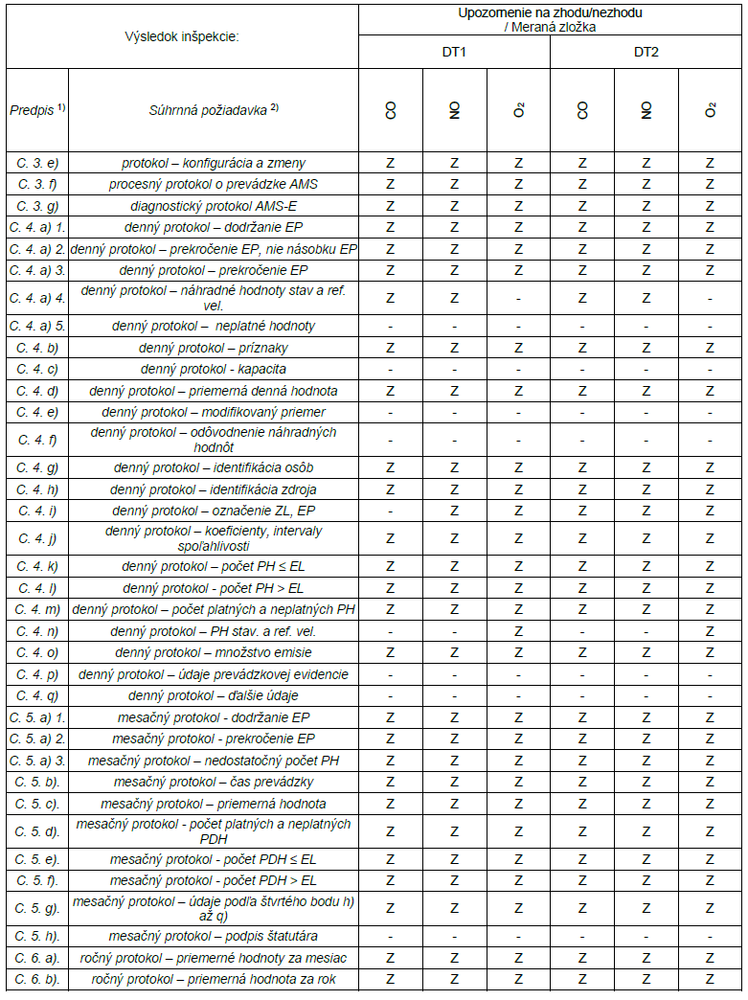 Výsledok inšpekcie:
Upozornenie na zhodu/nezhodu
/ Meraná zložka
DT1 DT2
Predpis 1) Súhrnná požiadavka 2) CO NO O₂ CO NO O₂
C. 3. e) protokol – konfigurácia a zmeny Z Z Z Z Z Z
C. 3. f) procesný protokol o prevádzke AMS Z Z Z Z Z Z
C. 3. g) diagnostický protokol AMS-E Z Z Z Z Z Z
C. 4. a) 1. denný protokol – dodržanie EP Z Z Z Z Z Z
C. 4. a) 2. denný protokol – prekročenie EP, nie násobku EP Z Z Z Z Z Z
C. 4. a) 3. denný protokol – prekročenie EP Z Z Z Z Z Z
C. 4. a) 4. denný protokol – náhradné hodnoty stav a ref.
vel. Z Z - Z Z -
C. 4. a) 5. denný protokol – neplatné hodnoty - - - - - -
C. 4. b) denný protokol – príznaky Z Z Z Z Z Z
C. 4. c) denný protokol - kapacita - - - - - -
C. 4. d) denný protokol – priemerná denná hodnota Z Z Z Z Z Z
C. 4. e) denný protokol – modifikovaný priemer - - - - - -
C. 4. f) denný protokol – odôvodnenie náhradných
hodnôt - - - - - -
C. 4. g) denný protokol – identifikácia osôb Z Z Z Z Z Z
C. 4. h) denný protokol – identifikácia zdroja Z Z Z Z Z Z
C. 4. i) denný protokol – označenie ZL, EP - Z Z Z Z Z
C. 4. j) denný protokol – koeficienty, intervaly
spoľahlivosti Z Z Z Z Z Z
C. 4. k) denný protokol – počet PH ≤ EL Z Z Z Z Z Z
C. 4. l) denný protokol - počet PH > EL Z Z Z Z Z Z
C. 4. m) denný protokol – počet platných a neplatných PH Z Z Z Z Z Z
C. 4. n) denný protokol – PH stav. a ref. vel. - - Z - - Z
C. 4. o) denný protokol – množstvo emisie Z Z Z Z Z Z
C. 4. p) denný protokol – údaje prevádzkovej evidencie - - - - - -
C. 4. q) denný protokol – ďalšie údaje - - - - - -
C. 5. a) 1. mesačný protokol - dodržanie EP Z Z Z Z Z Z
C. 5. a) 2. mesačný protokol - prekročenie EP Z Z Z Z Z Z
C. 5. a) 3. mesačný protokol – nedostatočný počet PH Z Z Z Z Z Z
C. 5. b). mesačný protokol – čas prevádzky Z Z Z Z Z Z
C. 5. c). mesačný protokol – priemerná hodnota Z Z Z Z Z Z
C. 5. d). mesačný protokol - počet platných a neplatných
PDH Z Z Z Z Z Z
C. 5. e). mesačný protokol - počet PDH ≤ EL Z Z Z Z Z Z
C. 5. f). mesačný protokol - počet PDH > EL Z Z Z Z Z Z
C. 5. g). mesačný protokol – údaje podľa štvrtého bodu h)
až q) Z Z Z Z Z Z
C. 5. h). mesačný protokol – podpis štatutára - - - - - -
C. 6. a). ročný protokol – priemerné hodnoty za mesiac Z Z Z Z Z Z
C. 6. b). ročný protokol – priemerná hodnota za rok Z Z Z Z Z Z